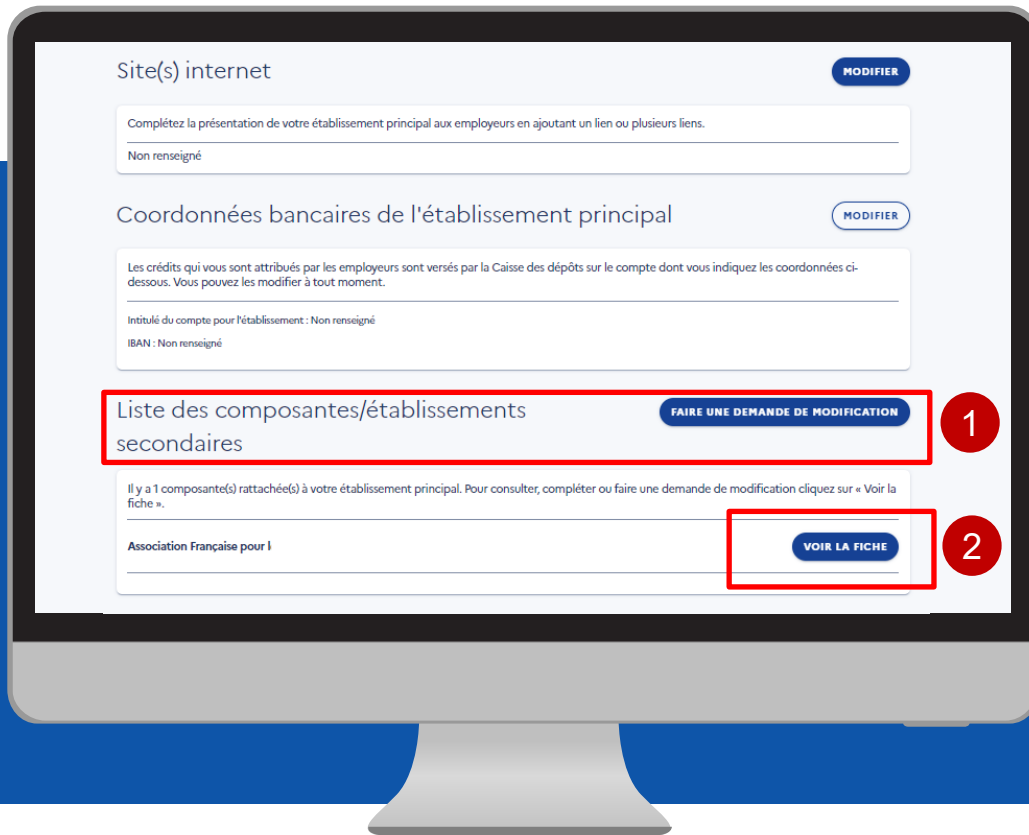 Site(s) internet
MODIFIER
Complétez la présentation de votre établissement principal aux employeurs en ajoutant un lien ou plusieurs liens.
Non renseigné
Coordonnées bancaires de l'établissement principal
MODIFIER
Les crédits qui vous sont attribués par les employeurs sont versés par la Caisse des dépôts sur le compte dont vous indiquez les coordonnées ci-
dessous. Vous pouvez les modifier à tout moment.
Intitulé du compte pour l'établissement : Non renseigné
IBAN : Non renseigné
Liste des composantes/établissements
secondaires
FAIRE UNE DEMANDE DE MODIFICATION
1
Il y a 1 composante(s) rattachée(s) à votre établissement principal. Pour consulter, compléter ou faire une demande de modification cliquez sur « Voir la
fiche ».
Association Française pour
VOIR LA FICHE
2